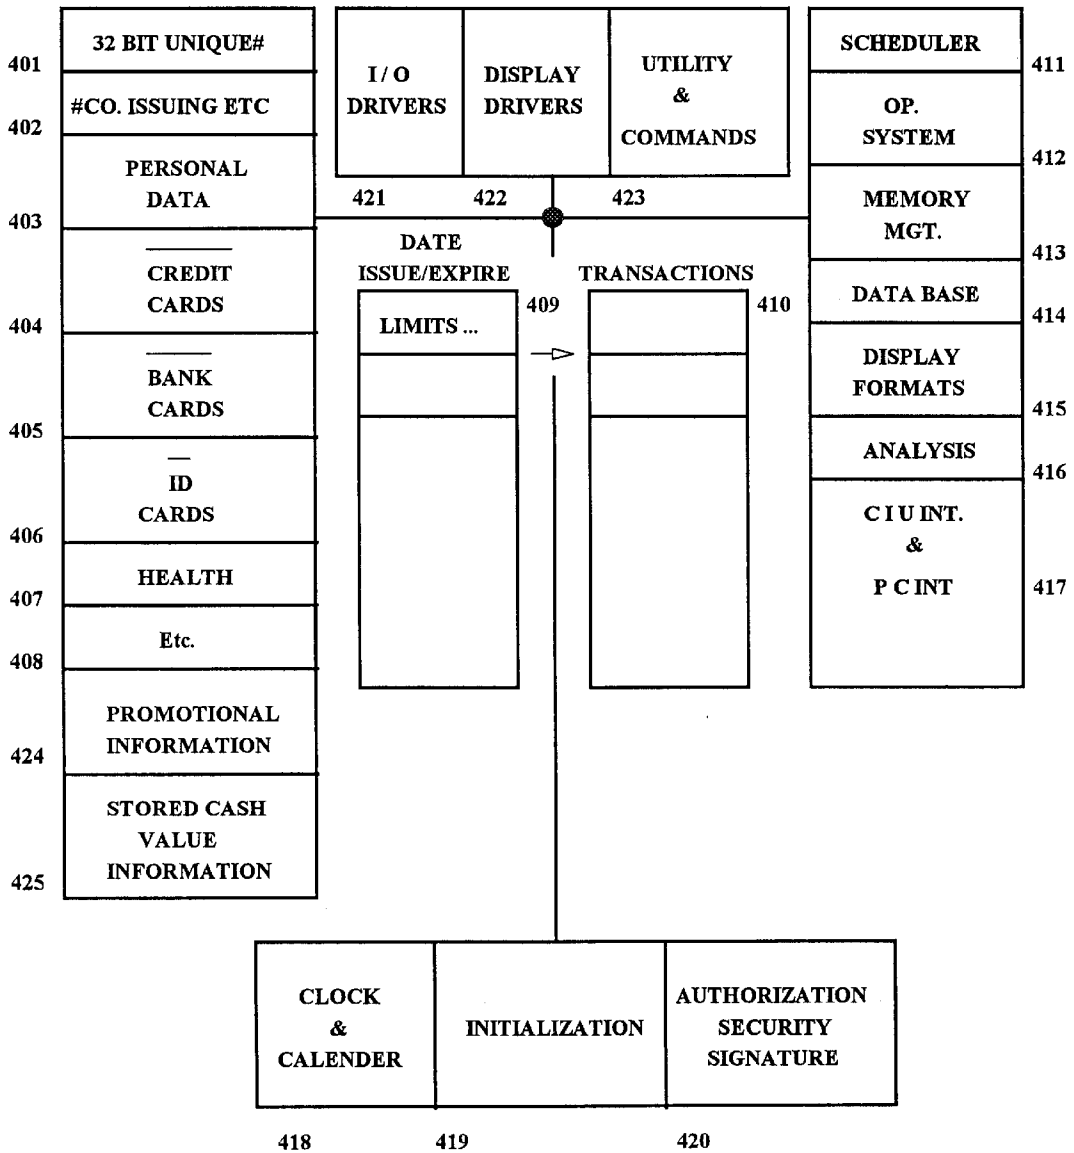 32 BIT UNIQUE#
401
#CO. ISSUING ETC
402
PERSONAL
DATA
403
CREDIT
CARDS
404
BANK
CARDS
405
ID
CARDS
406
HEALTH
407
Etc.
408
PROMOTIONAL
INFORMATION
424
STORED CASH
VALUE
INFORMATION
425
I / O
DRIVERS
421
DISPLAY
DRIVERS
422
UTILITY
&
COMMANDS
423
DATE
ISSUE/EXPIRE
409
LIMITS ...
TRANSACTIONS
410
SCHEDULER
411
OP.
SYSTEM
412
MEMORY
MGT.
413
DATA BASE
414
DISPLAY
FORMATS
415
ANALYSIS
416
C I U INT.
&
P C INT
417
CLOCK
&
CALENDER
418
INITIALIZATION
419
AUTHORIZATION
SECURITY
SIGNATURE
420